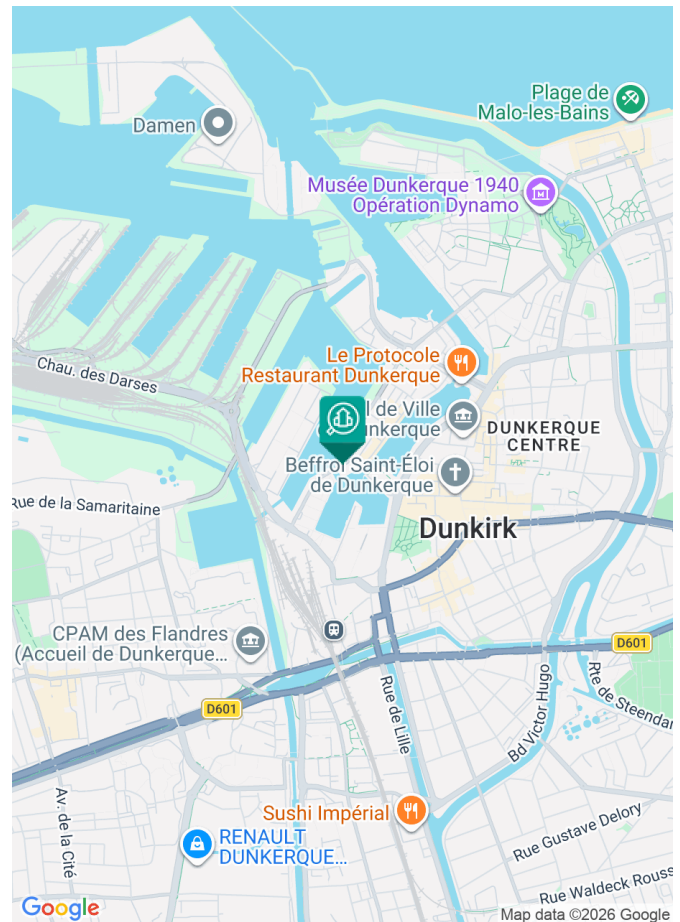 Plage de
Malo-les-Bains
Damen
Musée Dunkerque 1940
Opération Dynamo
Le Protocole
Restaurant Dunkerque
Chau. des Darses
de Ville
DUNKERQUE
CENTRE
Beffroi Saint-Éloi
de Dunkerque
Rue de la Samaritaine
Dunkirk
CPAM des Flandres
(Accueil de Dunkerque...
D601
D601
Rue de Lille
Bd Victor Hugo
Rte de Steendar
Av. de la Cité
Sushi Impérial
RENAULT
DUNKERQUE...
Rue Gustave Delory
Rue Waldeck Rouss
Google
Map data ©2026 Google